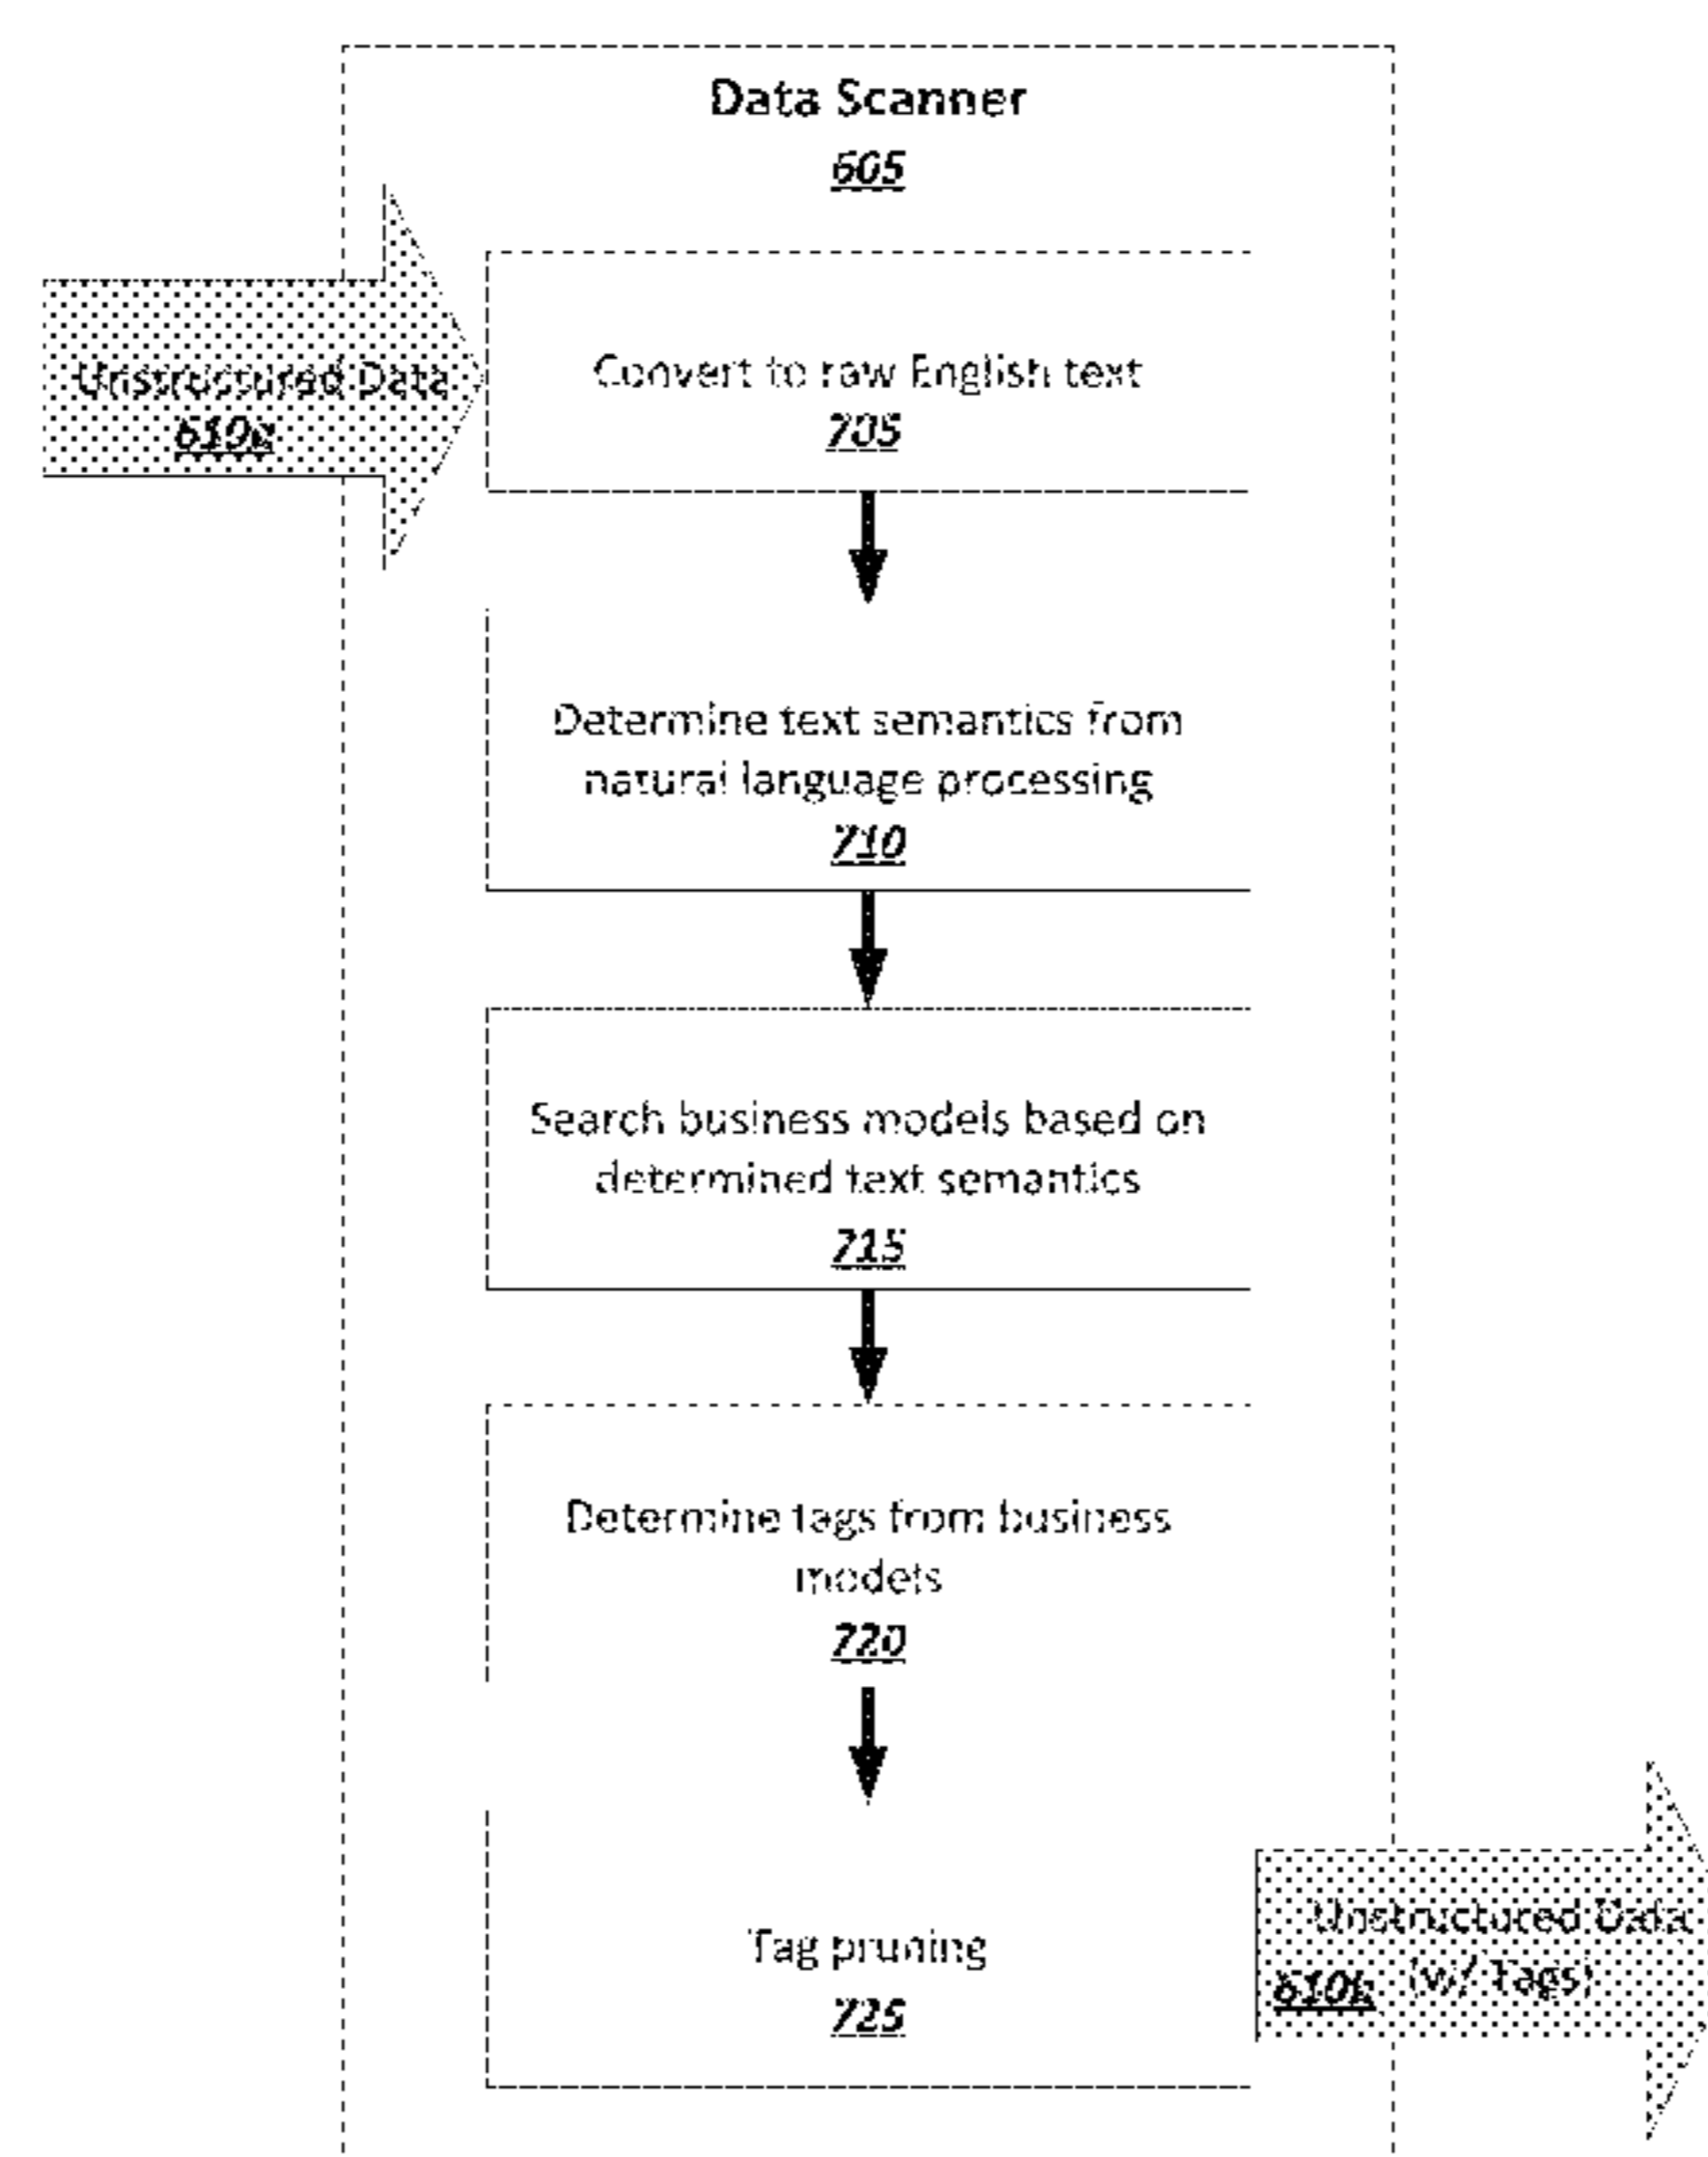 Data Scanner
605
Unstructured Data
610a
Convert to raw English text
705
Determine text semantics from
natural language processing
710
Search business models based on
determined text semantics
715
Determine tags from business
models
720
Tag pruning
725
Unstructured Data
610b (w/ Tags)